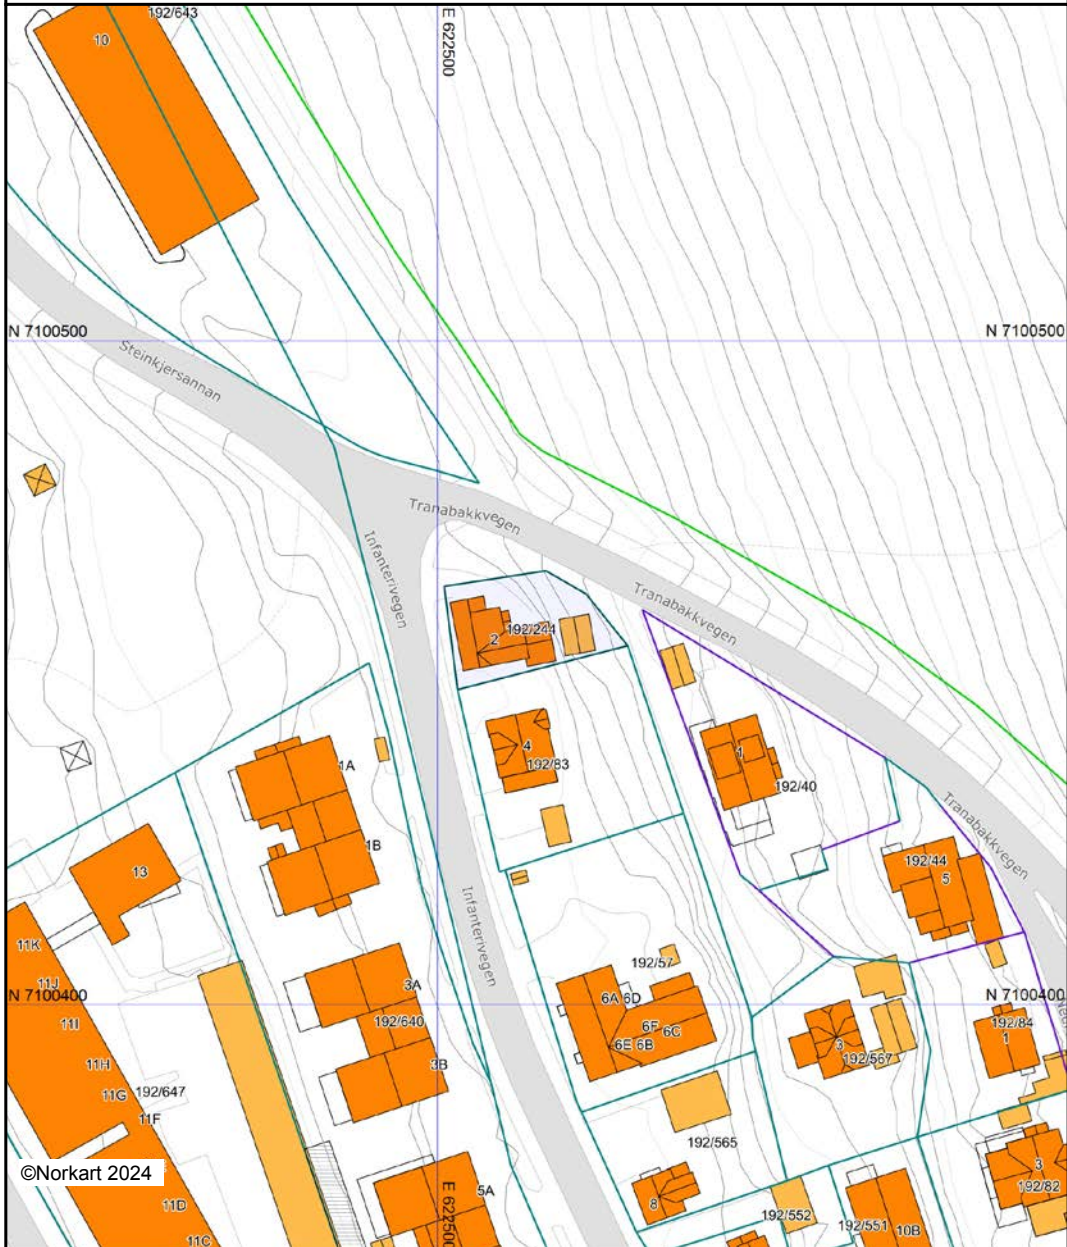 192/643
10
E 622500
N 7100500
N 7100500
Steinkjersannan
Tranabakkvegen
Infanterivegen
Tranabakkvegen
2
192/244
4
192/83
1
192/40
1A
1B
13
Tranabakkvegen
192/44
5
Infanterivegen
11K
11J
N 7100400
N 7100400
11I
3A
192/640
3B
192/57
6A
6D
6F
6C
6E
6B
3
192/567
192/84
1
11H
11G
192/647
11F
192/565
©Norkart 2024
11D
11C
5A
E 622500
8
192/552
192/551
10B
3
192/82